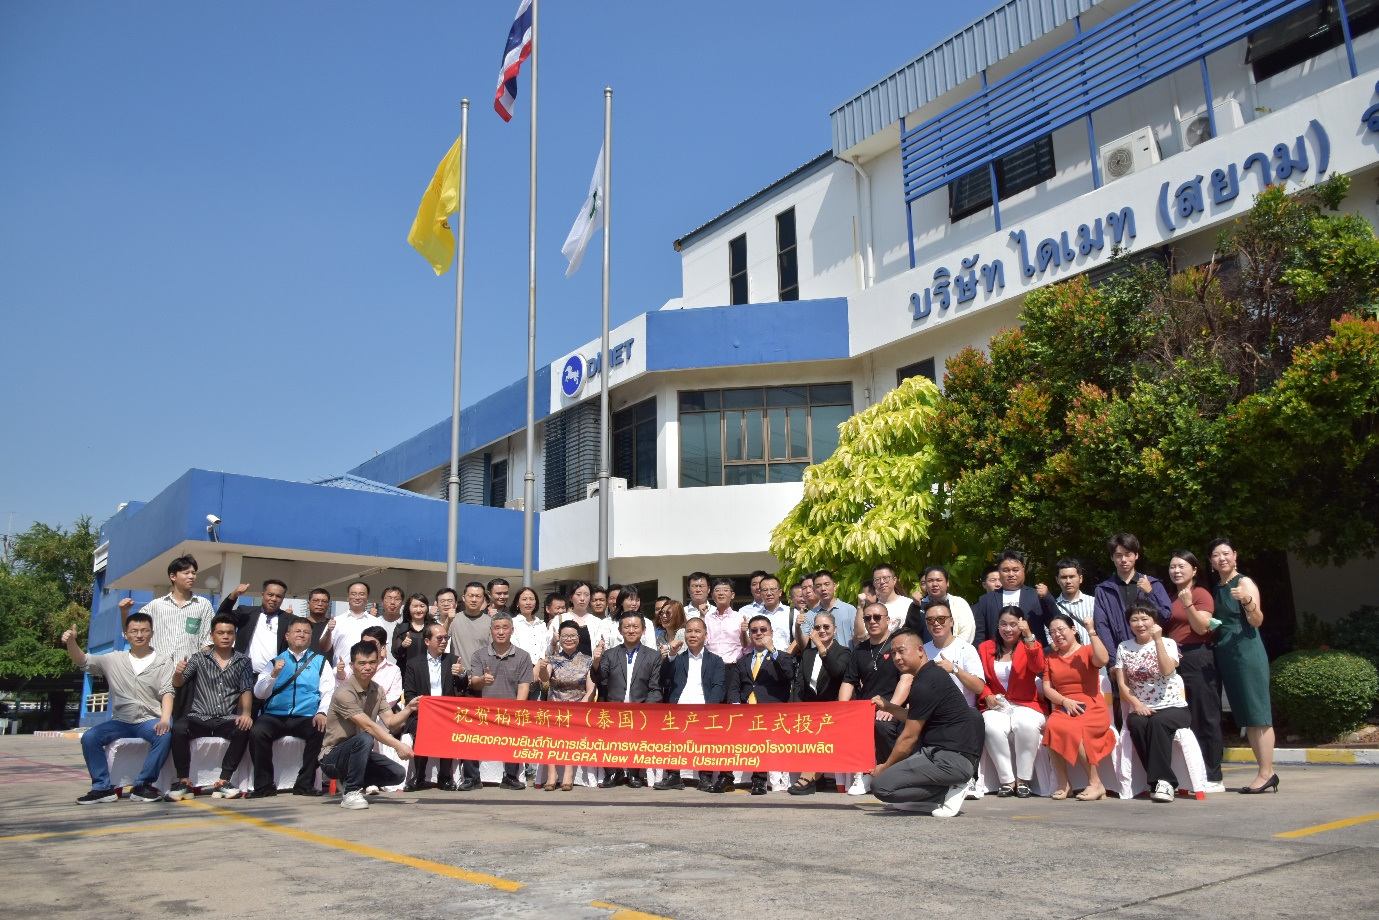 บริษัท ไดเมท (สยาม)
DIMET
祝贺柏雅新材（泰国）生产工厂正式投产
ขอแสดงความยินดีกับการเริ่มต้นการผลิตอย่างเป็นทางการของโรงงานผลิต
บริษัท PULGRA New Materials (ประเทศไทย)